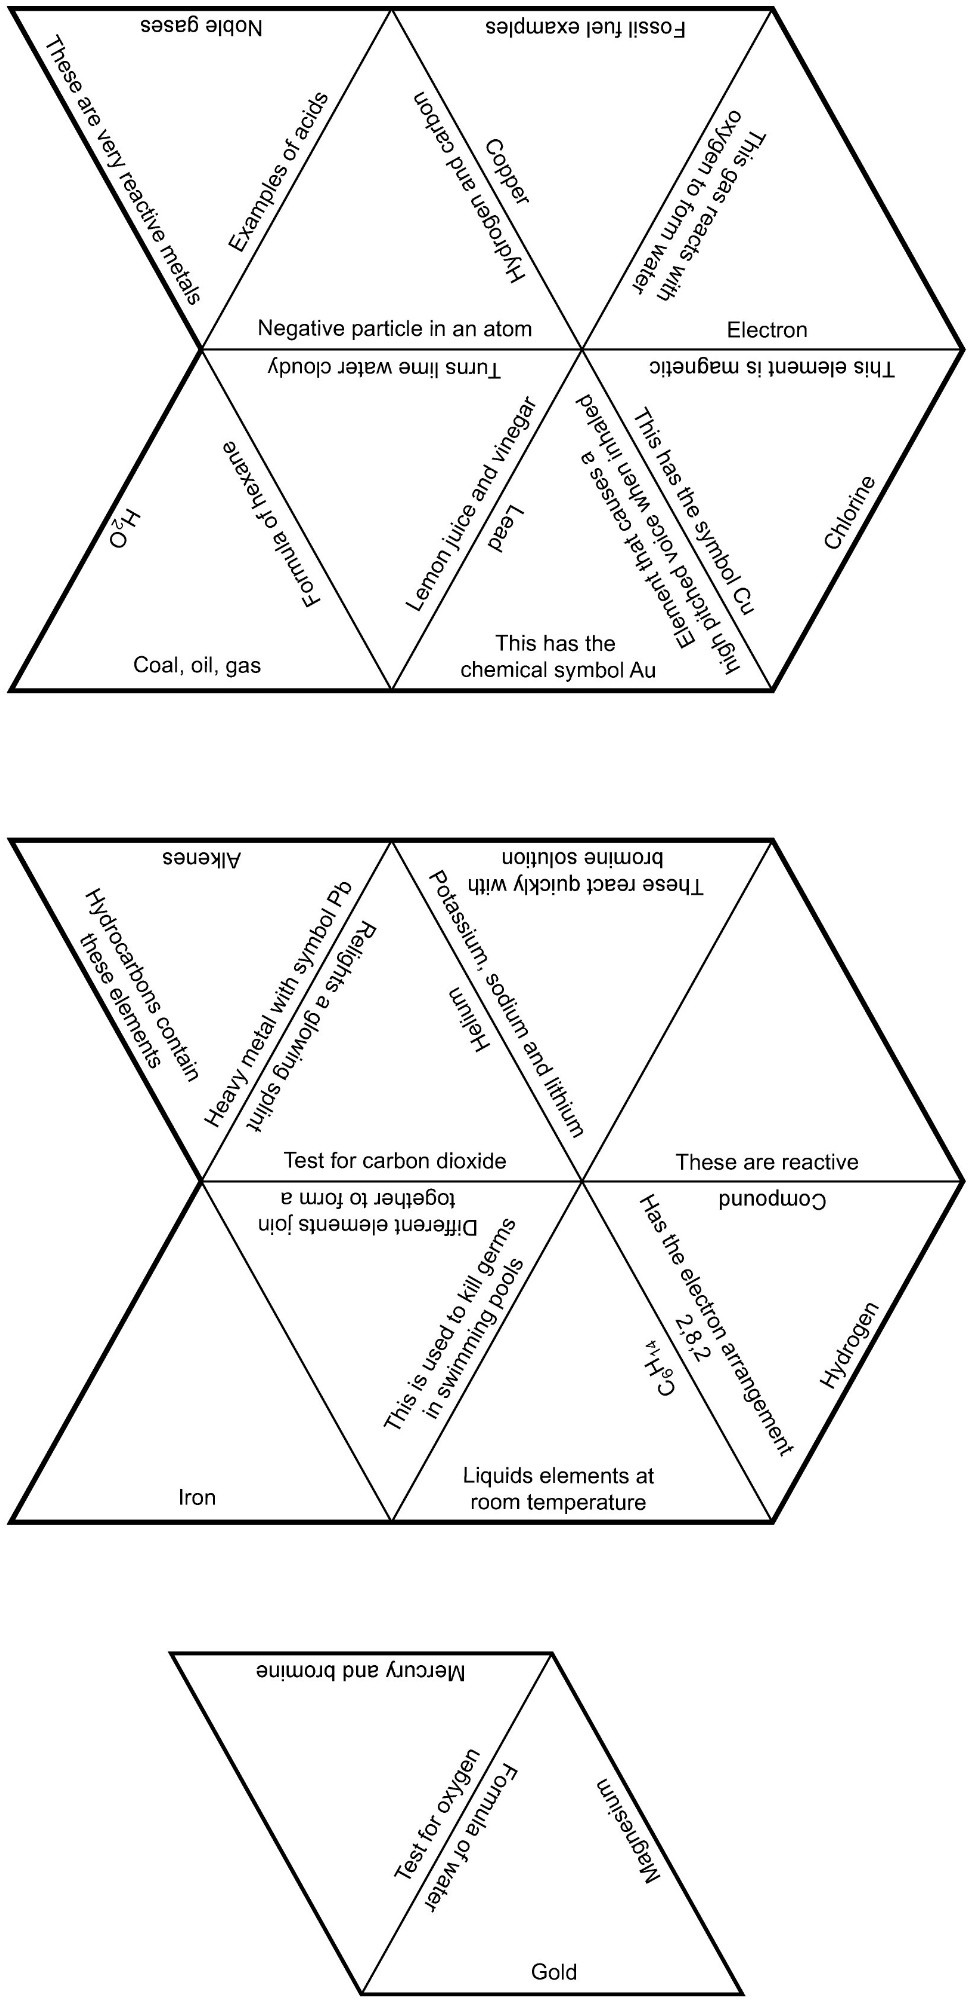 Noble gases
Fossil fuel examples
These are very reactive metals
Examples of acids
Hydrogen and carbon
Copper
This gas reacts with
oxygen to form water
Negative particle in an atom
Electron
Turns lime water cloudy
This element is magnetic
H₂O
Formula of hexane
Lemon juice and vinegar
Lead
Element that causes a
high pitched voice when inhaled
This has the symbol Cu
Chlorine
Coal, oil, gas
This has the
chemical symbol Au
Alkenes
These react quickly with
bromine solution
Hydrocarbons contain
these elements
Heavy metal with symbol Pb
Relights a glowing splint
Potassium, sodium and lithium
Helium
Test for carbon dioxide
These are reactive
Different elements join
together to form a
Compound
This is used to kill germs
in swimming pools
Has the electron arrangement
2,8,2
C₆H₁₄
Hydrogen
Iron
Liquids elements at
room temperature
Mercury and bromine
Test for oxygen
Formula of water
Magnesium
Gold